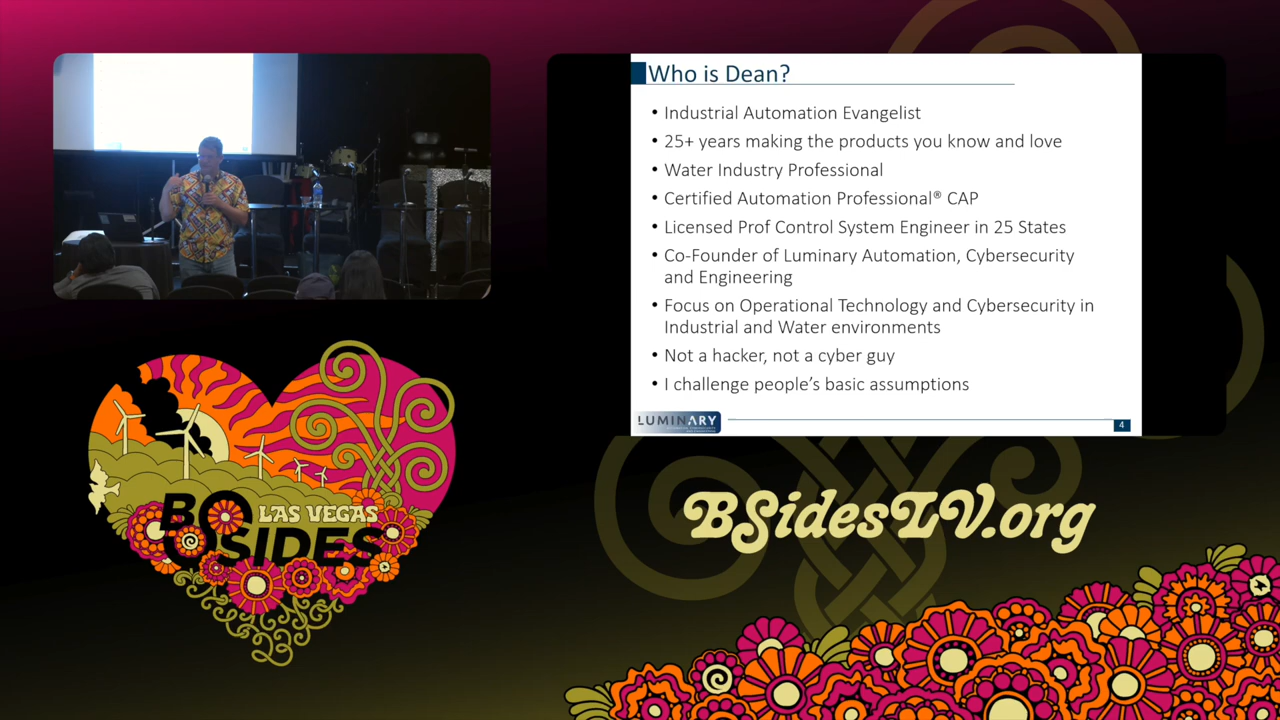 Who is Dean?
• Industrial Automation Evangelist
• 25+ years making the products you know and love
• Water Industry Professional
• Certified Automation Professional® CAP
• Licensed Prof Control System Engineer in 25 States
• Co-Founder of Luminary Automation, Cybersecurity
and Engineering
• Focus on Operational Technology and Cybersecurity in
Industrial and Water environments
• Not a hacker, not a cyber guy
• I challenge people's basic assumptions
LUMINARY
4
BSIDES
LAS VEGAS
BSidesLV.org